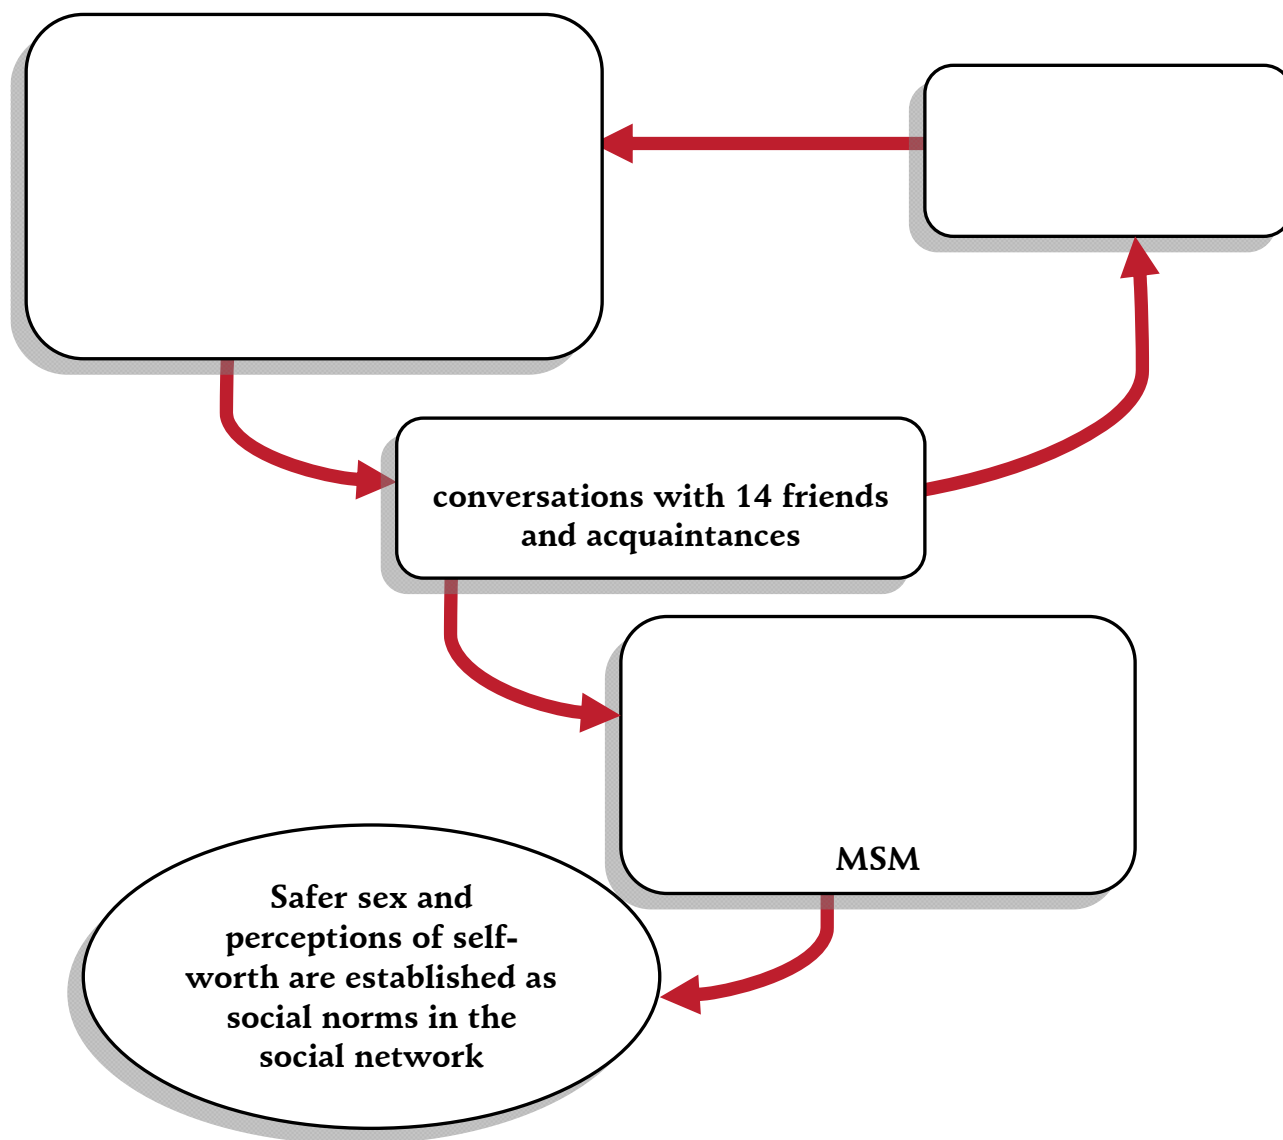 conversations with 14 friends
and acquaintances
MSM
Safer sex and
perceptions of self-
worth are established as
social norms in the
social network